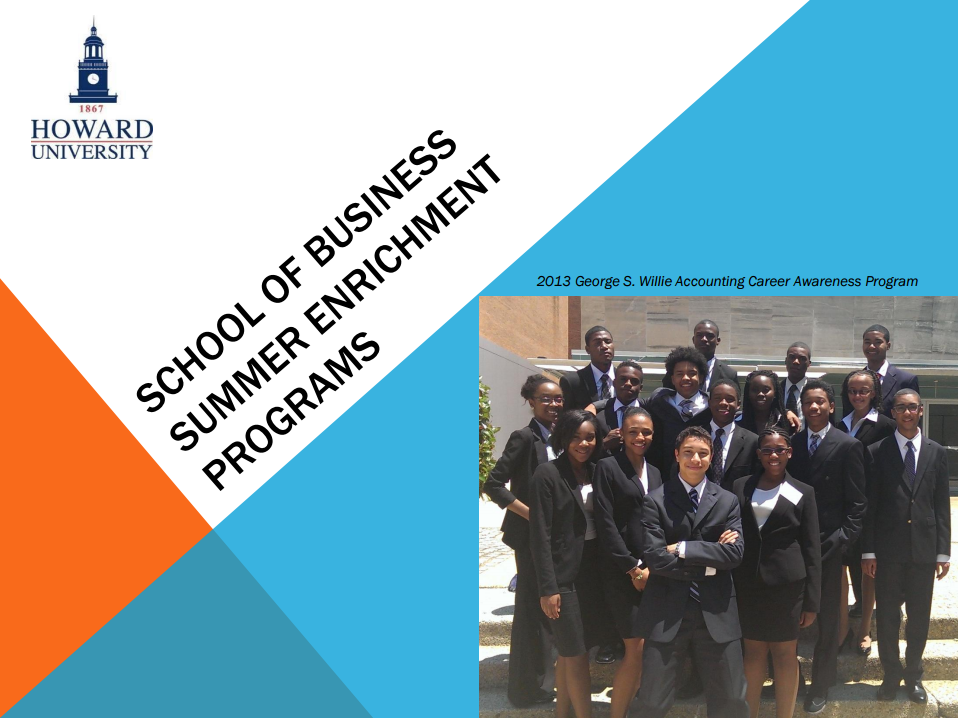 1867
HOWARD
UNIVERSITY
SCHOOL OF BUSINESS
SUMMER ENRICHMENT
PROGRAMS
2013 George S. Willie Accounting Career Awareness Program